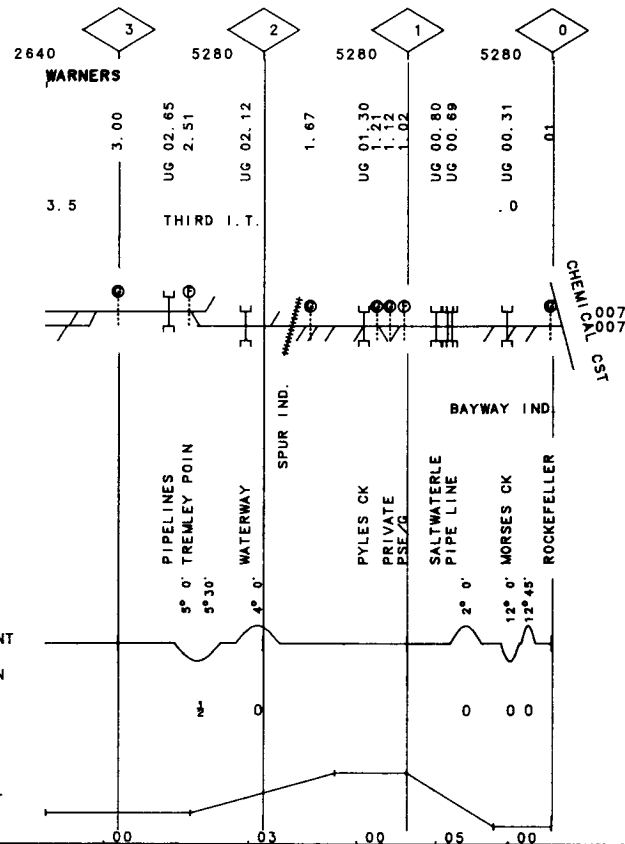 3 2 1 0
2640 5280 5280 5280
WARNERS
3.00
UG 02.65
2.51
UG 02.12
1.67
UG 01.30
1.21
1.12
1.02
UG 00.80
UG 00.69
UG 00.31
01
3.5 .0
THIRD I.T.
G F G G G F G
CHEMICAL CST
007
007
SPUR IND.
BAYWAY IND
PIPELINES
TREMLEY POIN
WATERWAY
PYLES CK
PRIVATE
PSE/G
SALTWATERLE
PIPE LINE
MORSES CK
ROCKEFELLER
5° 0'
5°30'
4° 0'
2° 0'
12° 0'
12°45'
NT
N
½ 0 0 0 0
.00 .03 .00 .05 .00